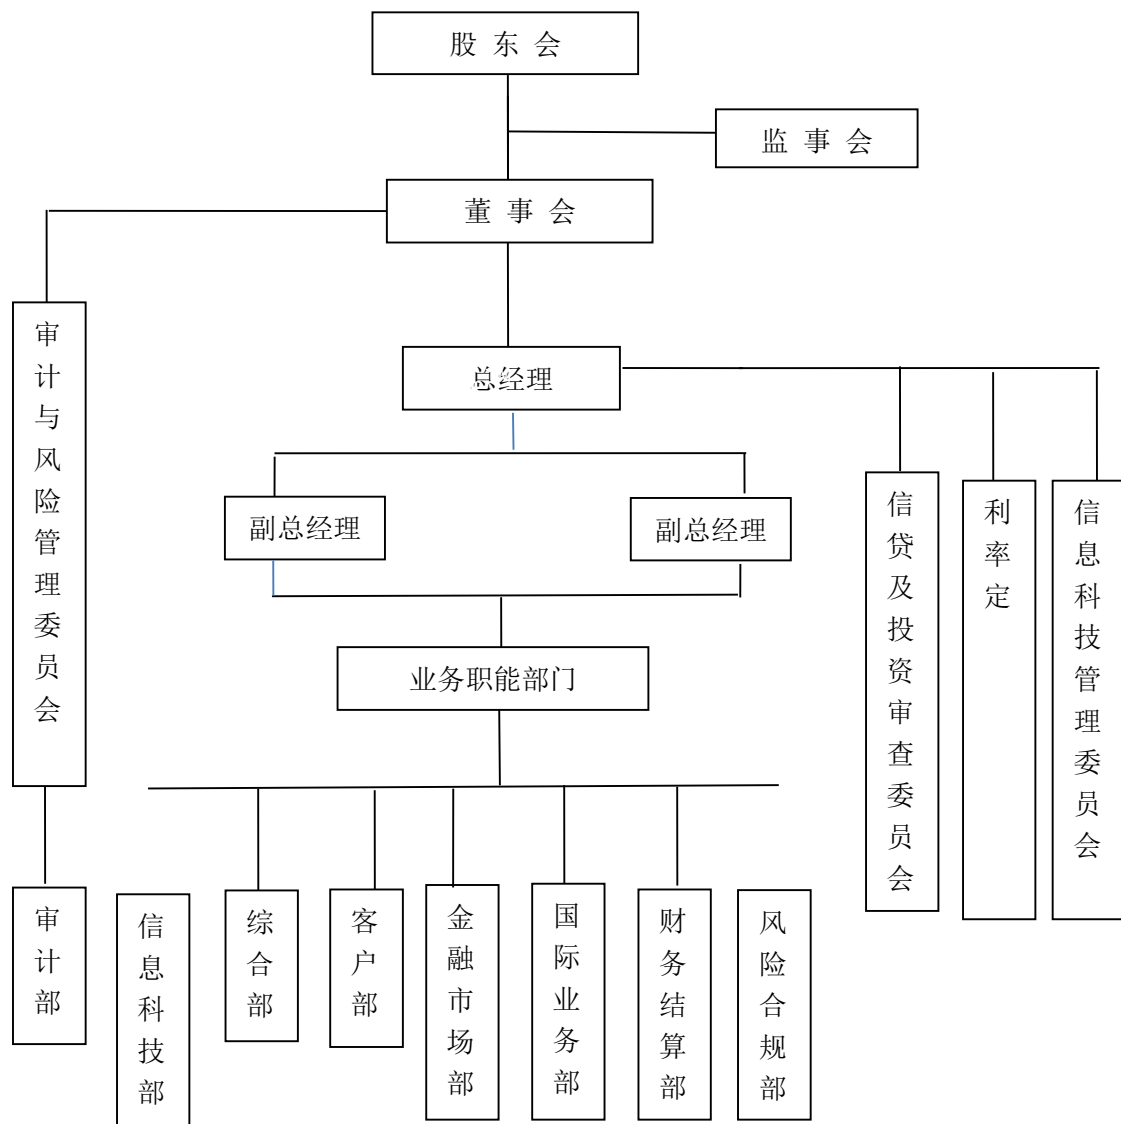 股 东 会
监 事 会
董 事 会
审计与风险管理委员会
总经理
副总经理
副总经理
信贷及投资审查委员会
利率定
信息科技管理委员会
业务职能部门
审计部
信息科技部
综合部
客户部
金融市场部
国际业务部
财务结算部
风险合规部